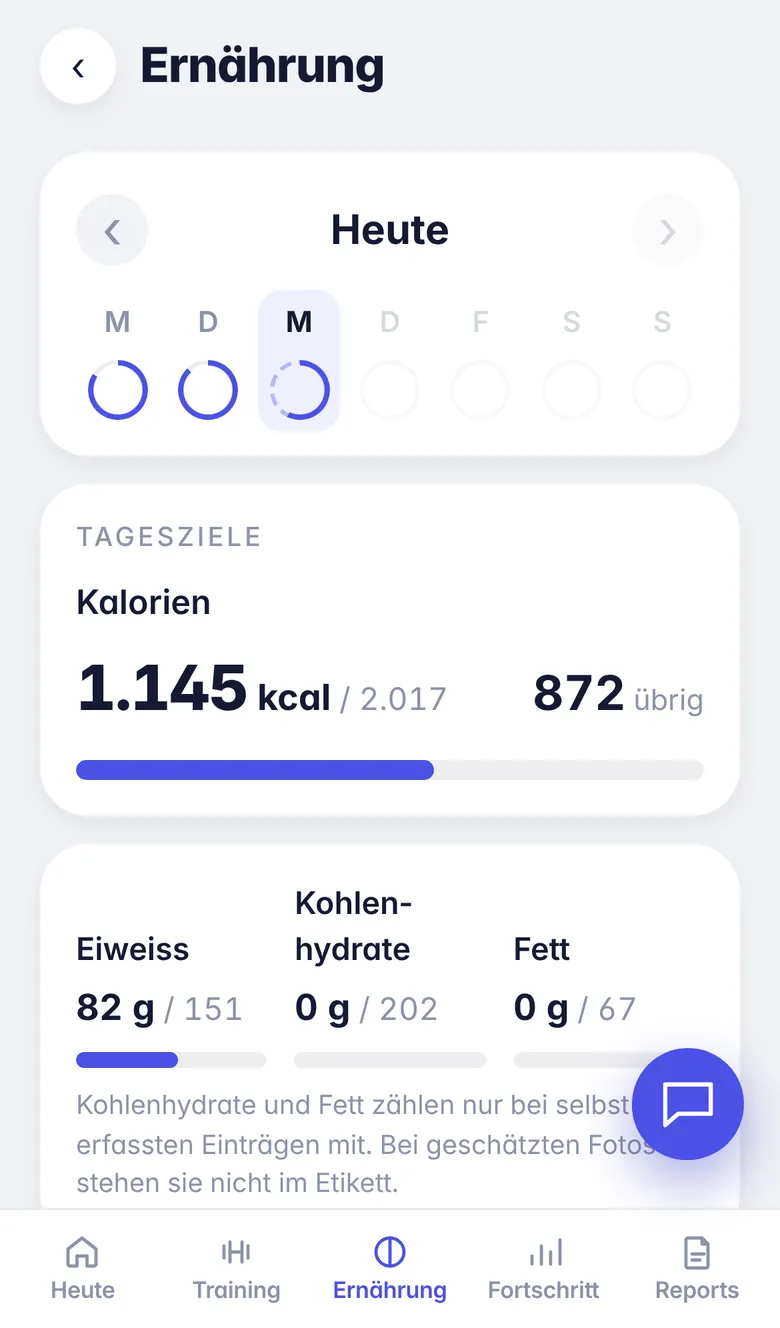 Ernährung
Heute
M D M D F S S
TAGESZIELE
Kalorien
1.145 kcal / 2.017 872 übrig
Eiweiss
82 g / 151
Kohlen-
hydrate
0 g / 202
Fett
0 g / 67
Kohlenhydrate und Fett zählen nur bei selbst
erfassten Einträgen mit. Bei geschätzten Fotos
stehen sie nicht im Etikett.
Heute Training Ernährung Fortschritt Reports